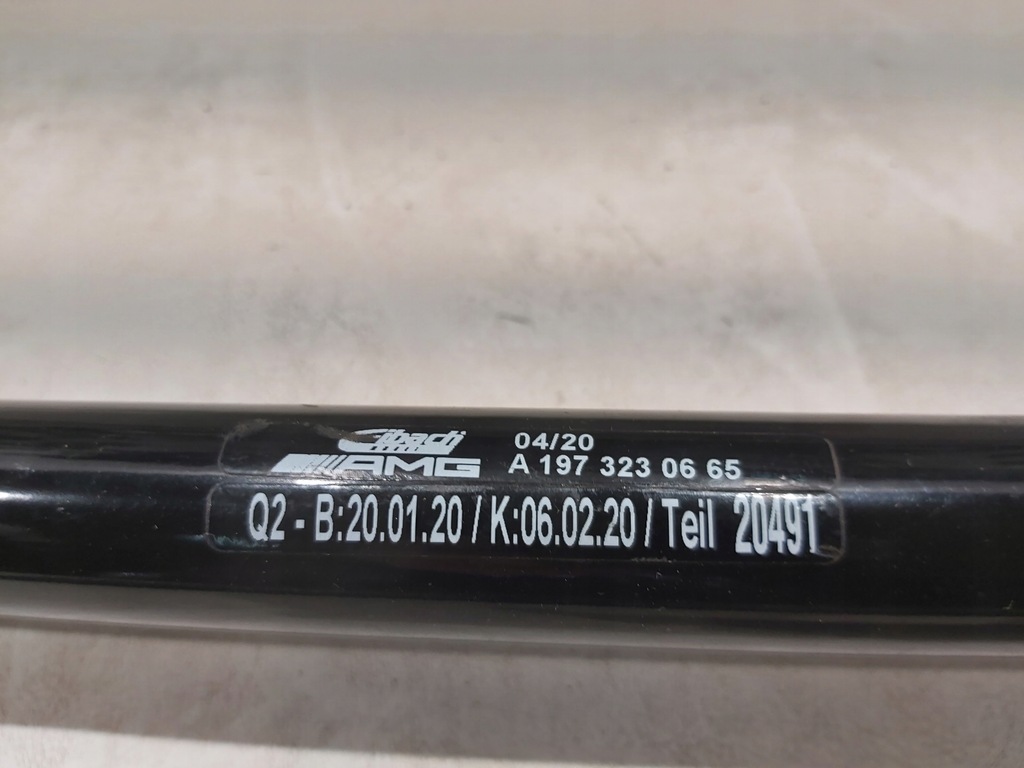 Eibach 04/20
AMG A 197 323 06 65
Q2 - B:20.01.20 / K:06.02.20 / Teil 20491